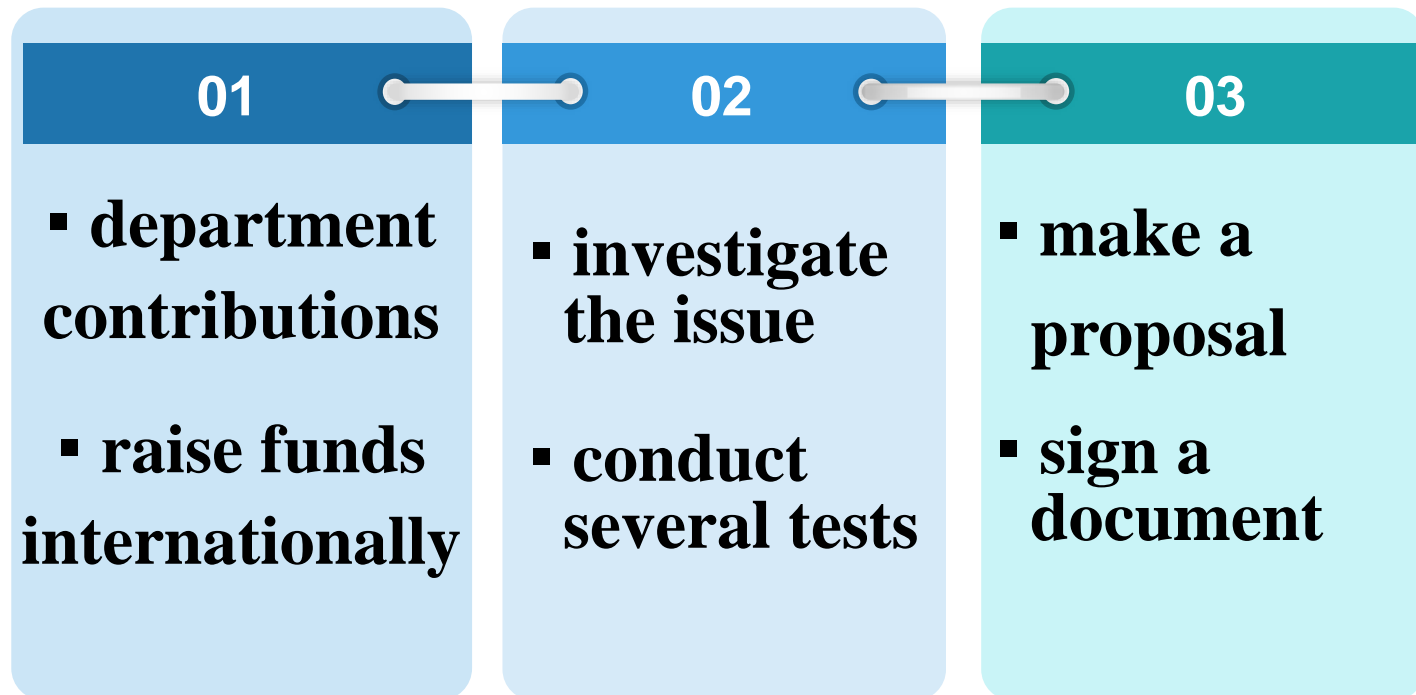 01
▪ department
contributions
▪ raise funds
internationally
02
▪ investigate
the issue
▪ conduct
several tests
03
▪ make a
proposal
▪ sign a
document